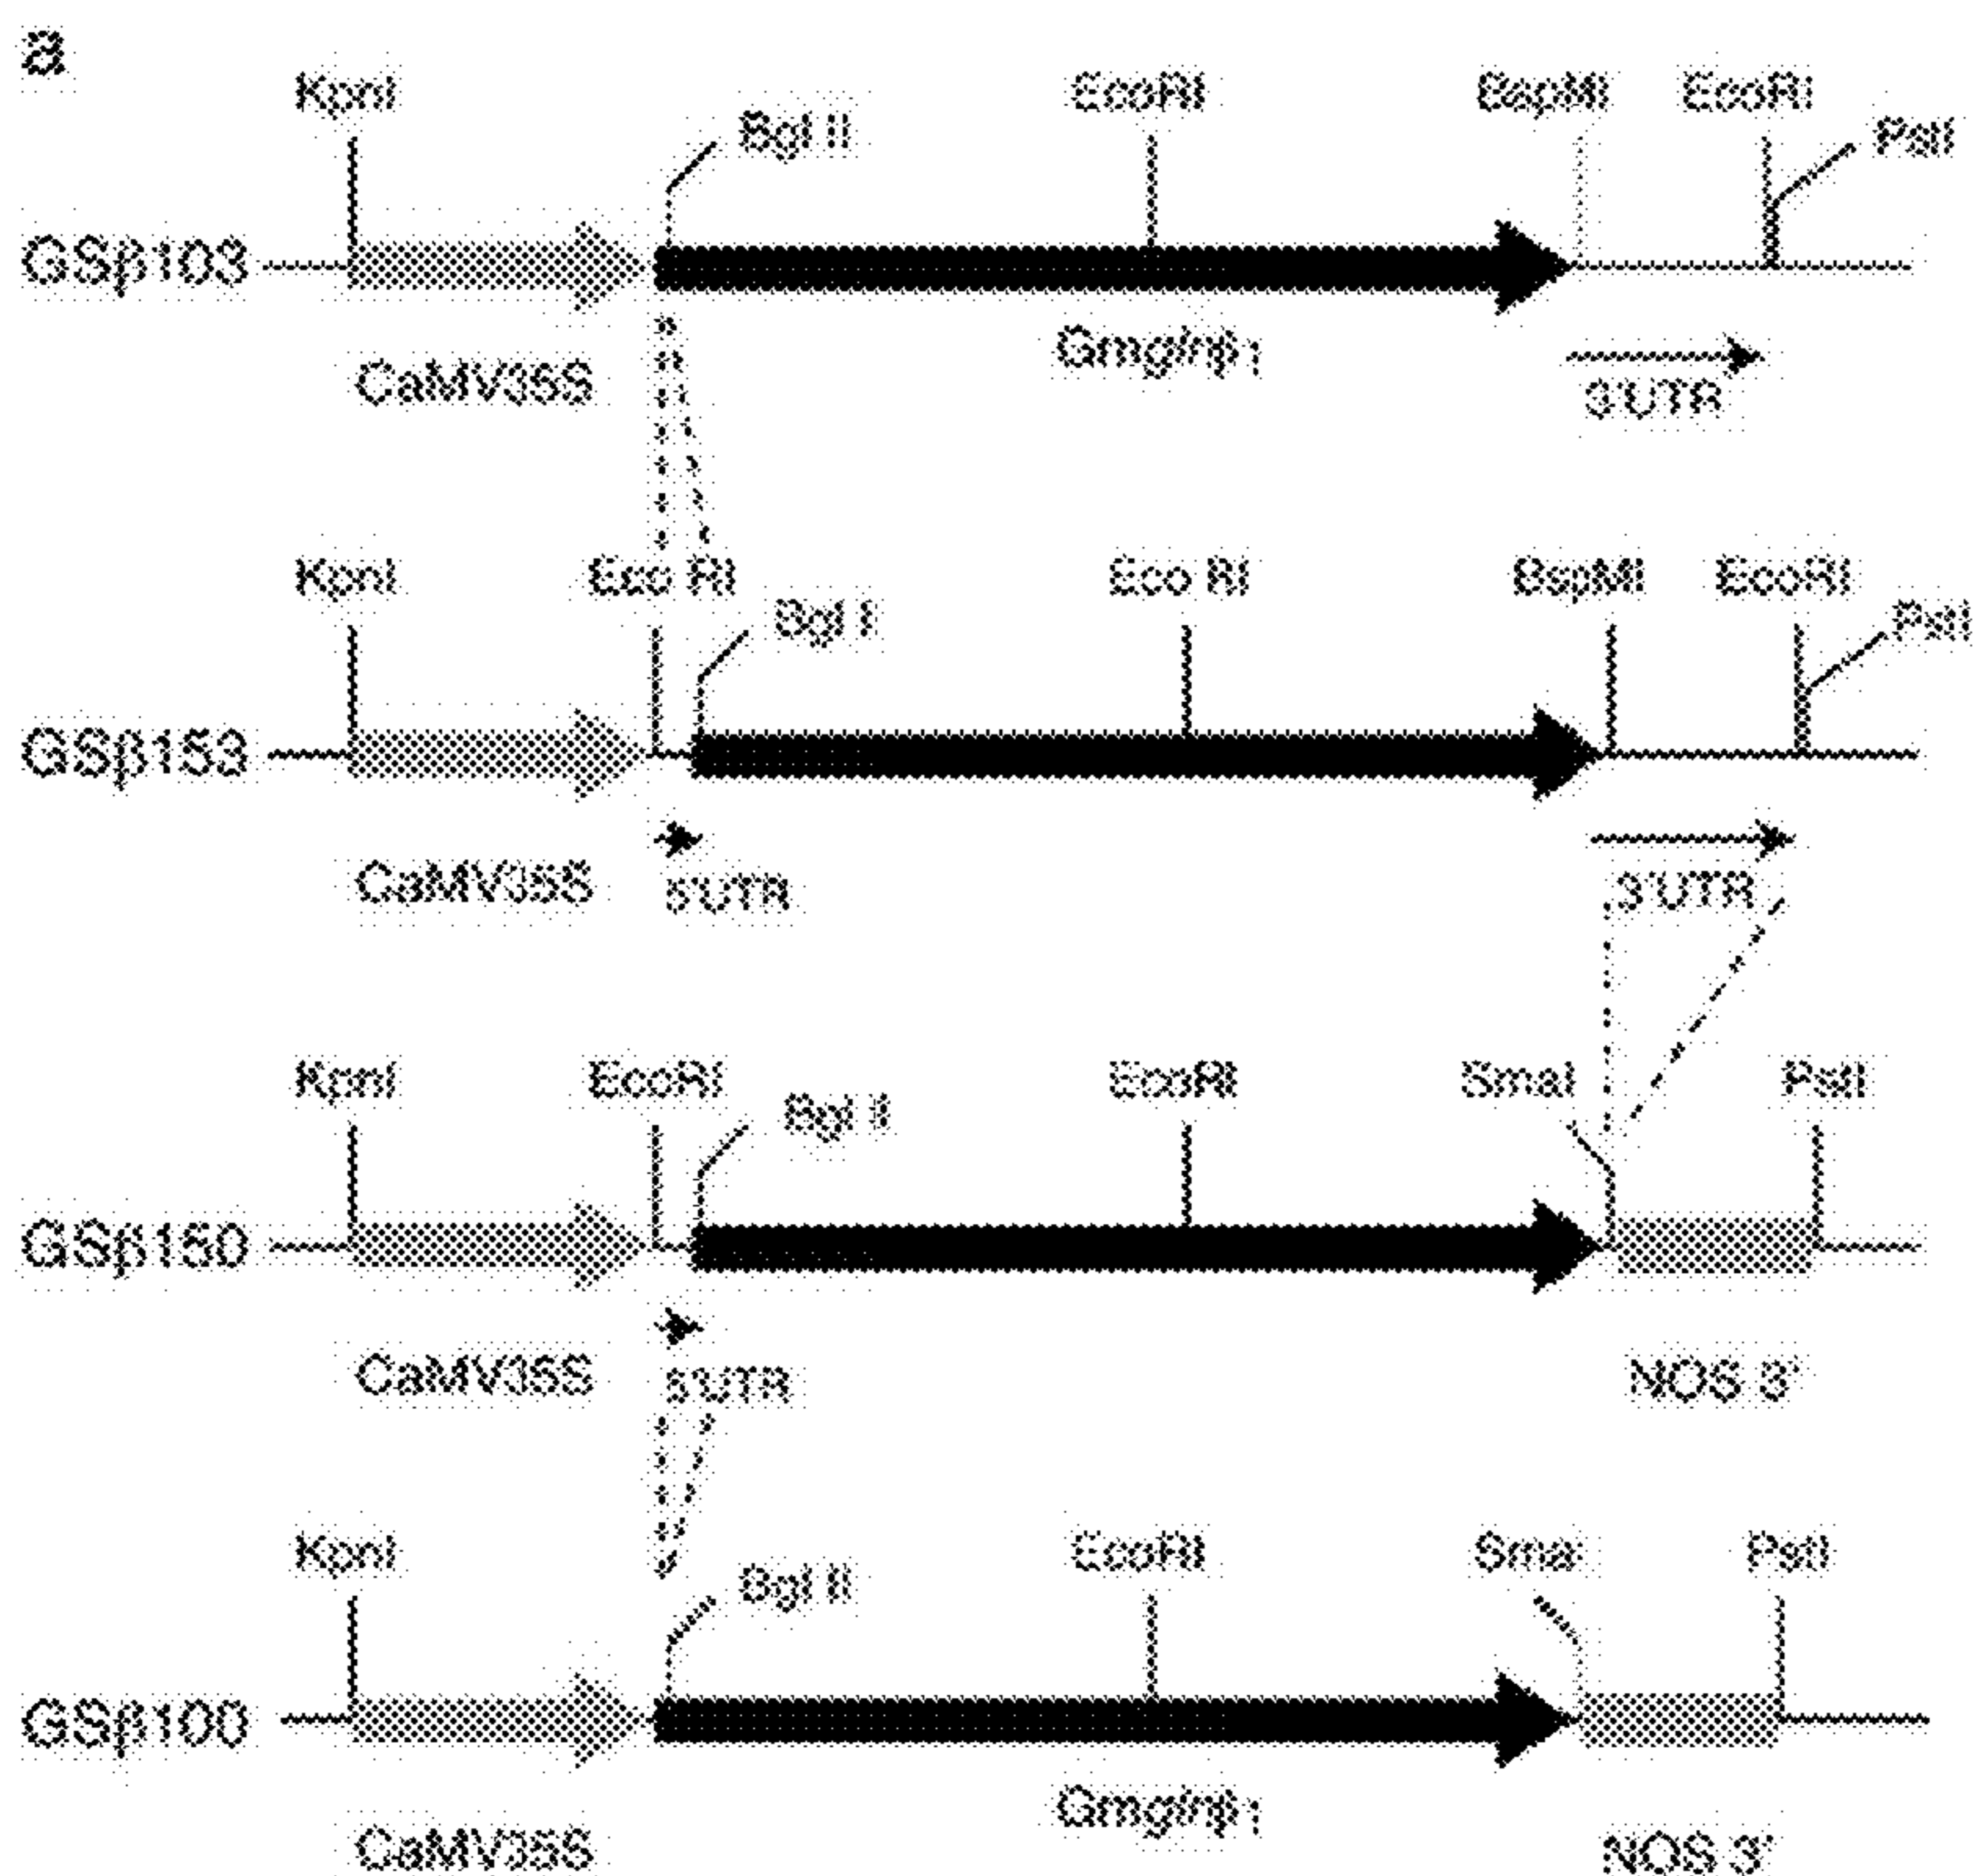 a
KpnI Bgl II EcoRI BspMI EcoRI PstI
GSβ103
CaMV35S Gmglnβ1 3'UTR
KpnI Eco RI Bgl I Eco RI BspMI EcoRI PstI
GSβ153
CaMV35S 5'UTR 3'UTR
KpnI EcoRI Bgl II EcoRI SmaI PstI
GSβ150
CaMV35S 5'UTR NOS 3'
KpnI Bgl II EcoRI SmaI PstI
GSβ100
CaMV35S Gmglnβ1 NOS 3'